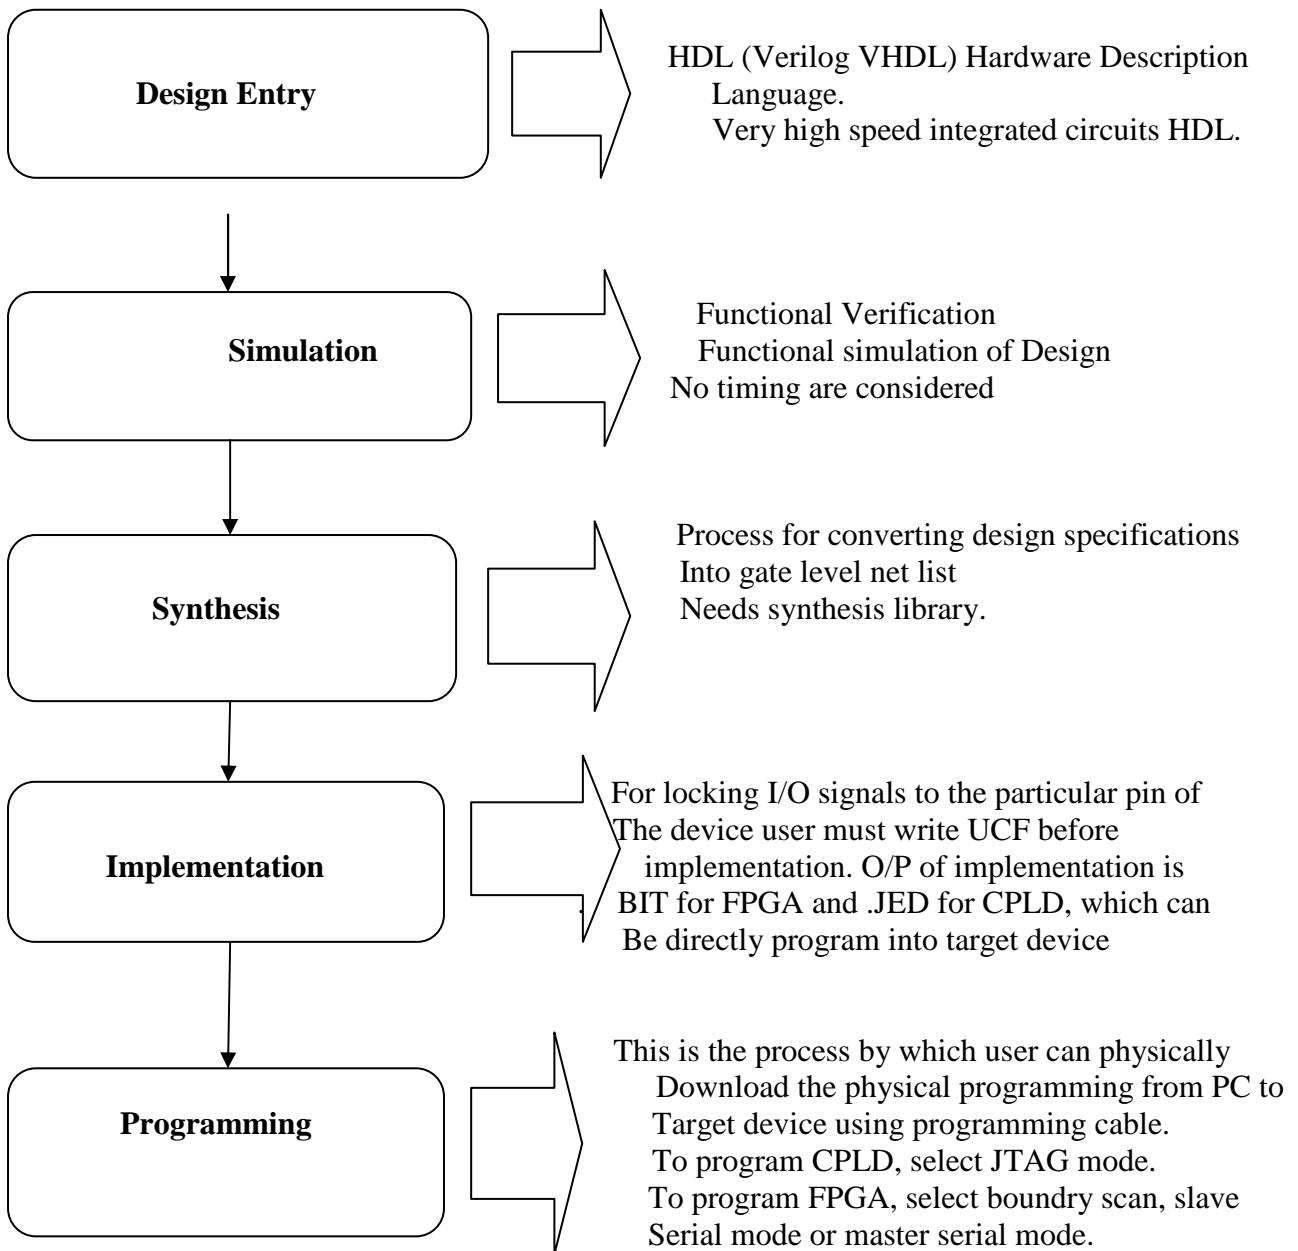 Design Entry
HDL (Verilog VHDL) Hardware Description
Language.
Very high speed integrated circuits HDL.
Simulation
Functional Verification
Functional simulation of Design
No timing are considered
Synthesis
Process for converting design specifications
Into gate level net list
Needs synthesis library.
Implementation
For locking I/O signals to the particular pin of
The device user must write UCF before
implementation. O/P of implementation is
. BIT for FPGA and .JED for CPLD, which can
Be directly program into target device
Programming
This is the process by which user can physically
Download the physical programming from PC to
Target device using programming cable.
To program CPLD, select JTAG mode.
To program FPGA, select boundry scan, slave
Serial mode or master serial mode.